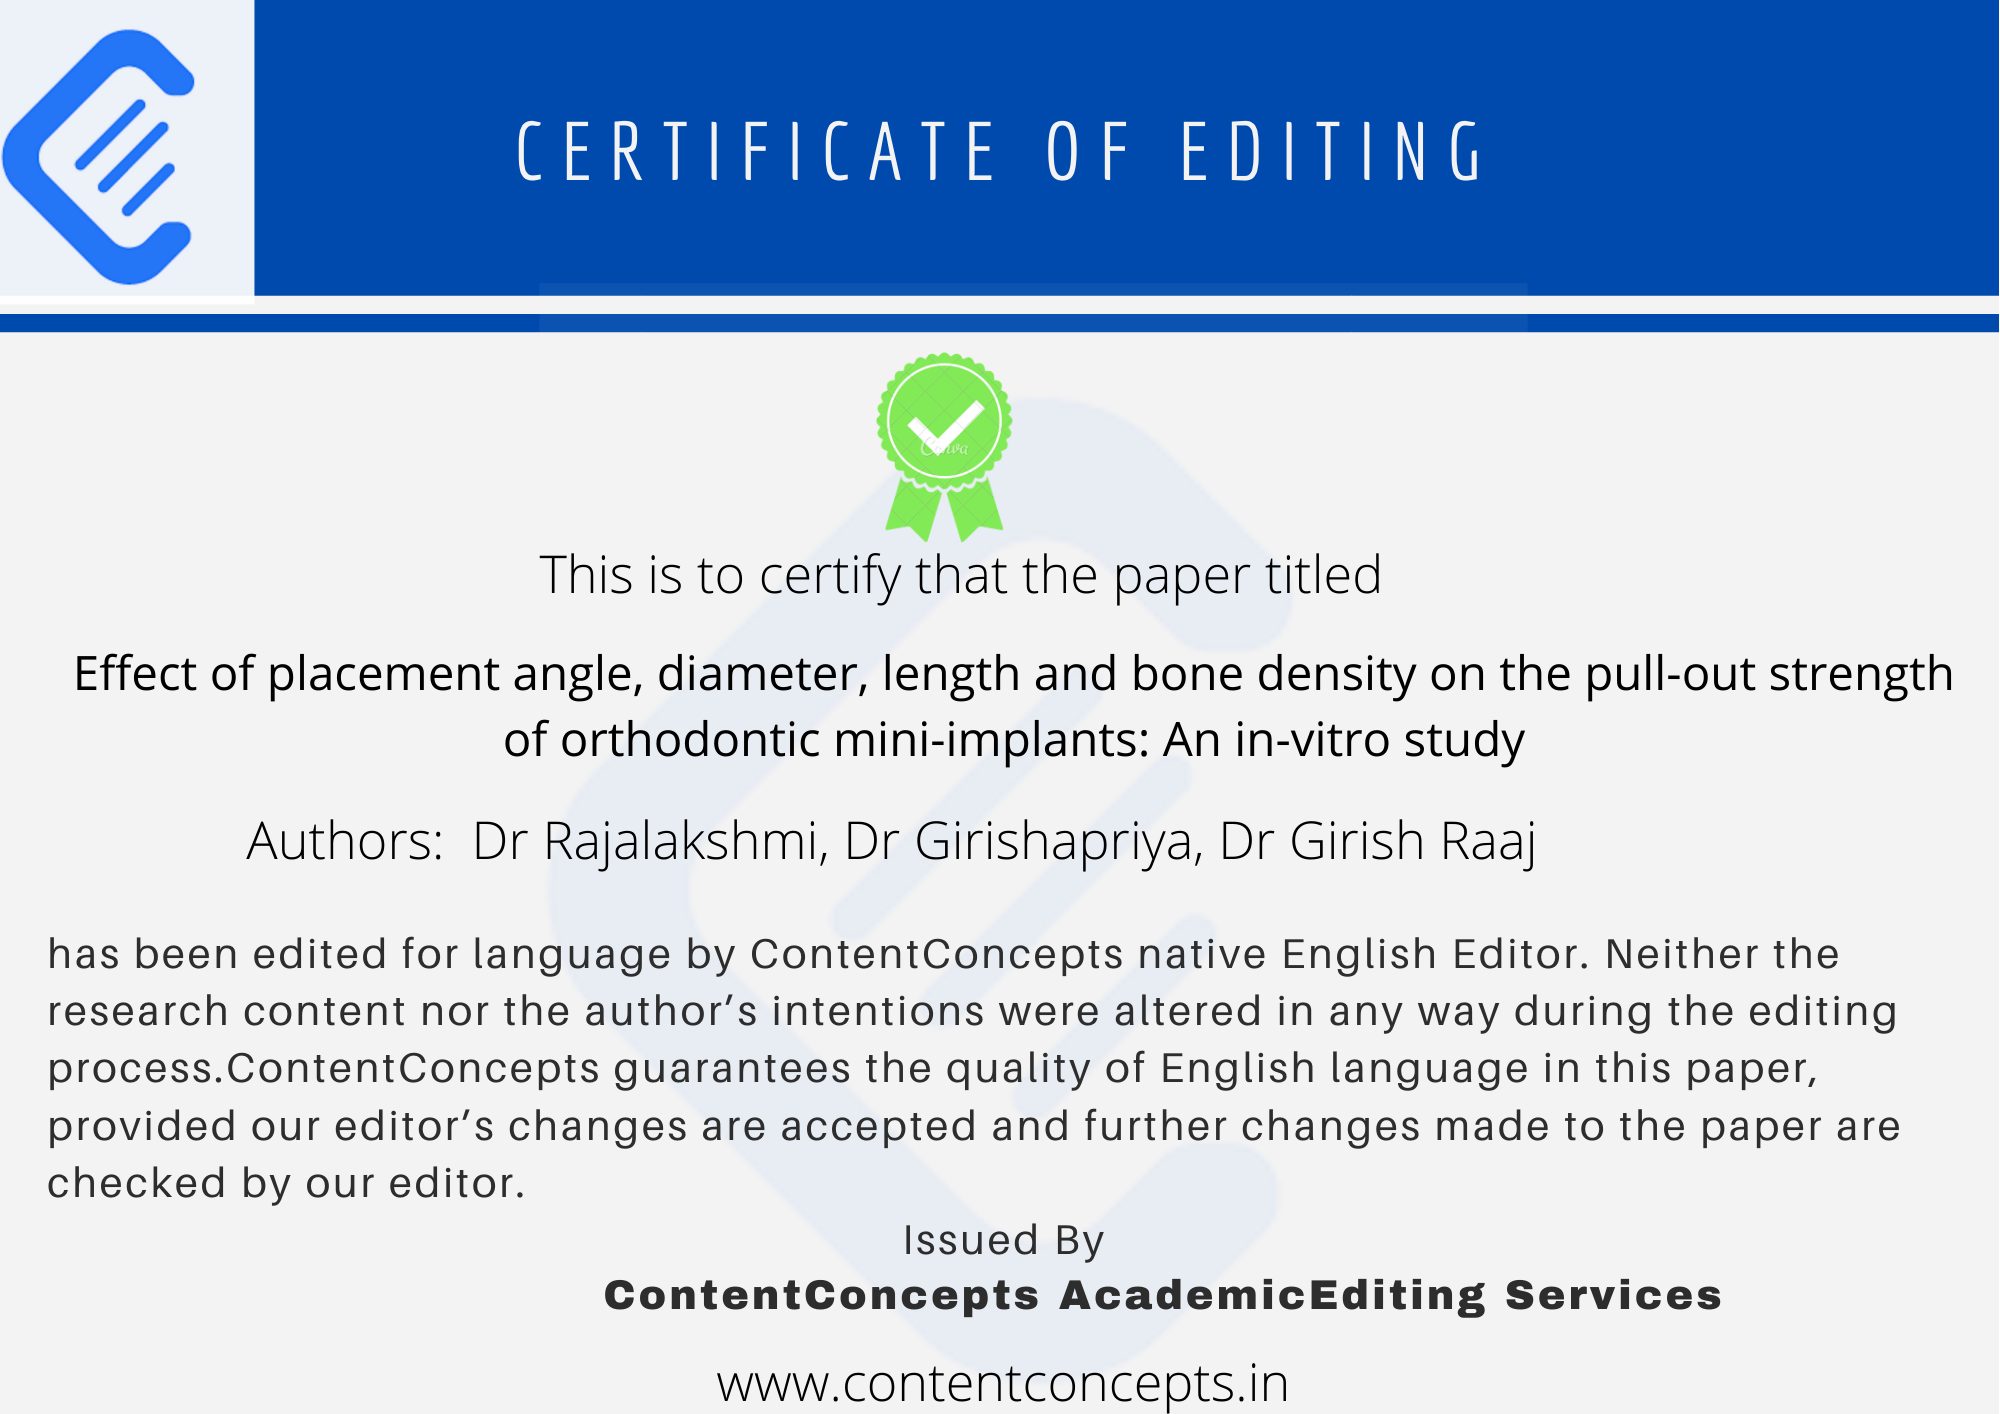 CERTIFICATE OF EDITING
Canva
This is to certify that the paper titled
Effect of placement angle, diameter, length and bone density on the pull-out strength
of orthodontic mini-implants: An in-vitro study
Authors:  Dr Rajalakshmi, Dr Girishapriya, Dr Girish Raaj
has been edited for language by ContentConcepts native English Editor. Neither the
research content nor the author’s intentions were altered in any way during the editing
process.ContentConcepts guarantees the quality of English language in this paper,
provided our editor’s changes are accepted and further changes made to the paper are
checked by our editor.
Issued By
ContentConcepts AcademicEditing Services
www.contentconcepts.in